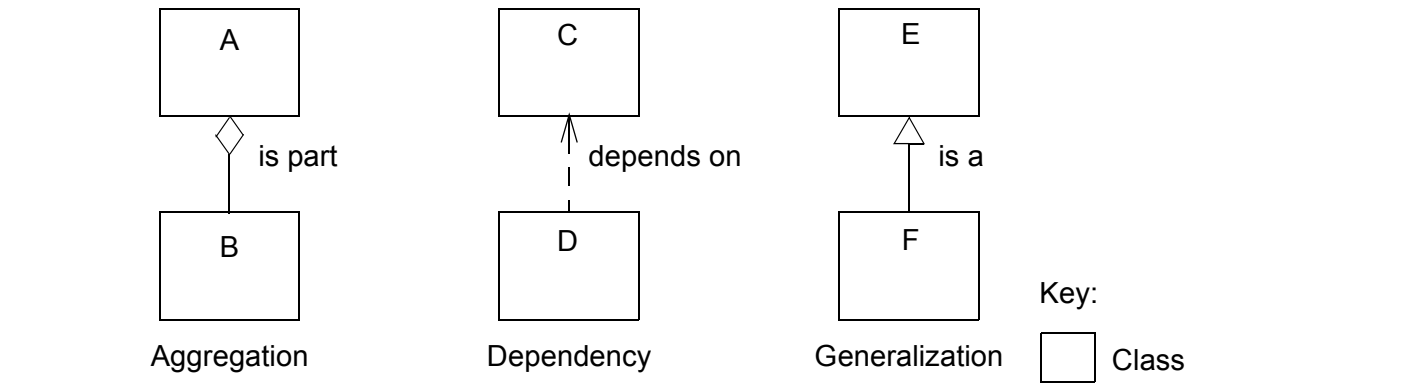 A
C
E
is part
depends on
is a
B
D
F
Key:
Aggregation
Dependency
Generalization
Class